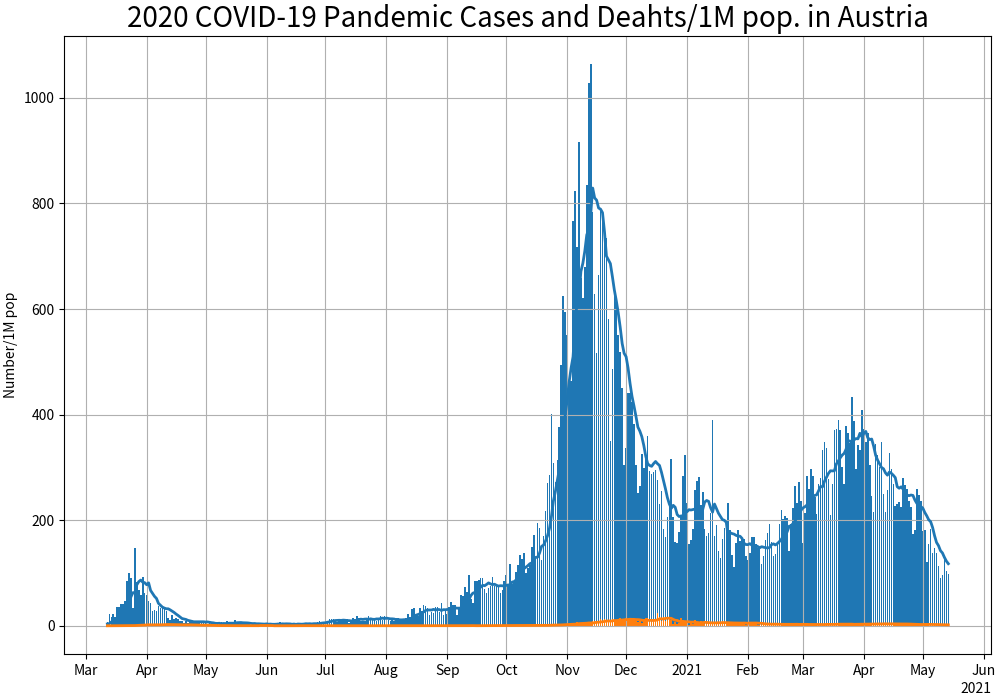 2020 COVID-19 Pandemic Cases and Deahts/1M pop. in Austria
Number/1M pop
1000
800
600
400
200
0
Mar Apr May Jun Jul Aug Sep Oct Nov Dec 2021 Feb Mar Apr May Jun
2021